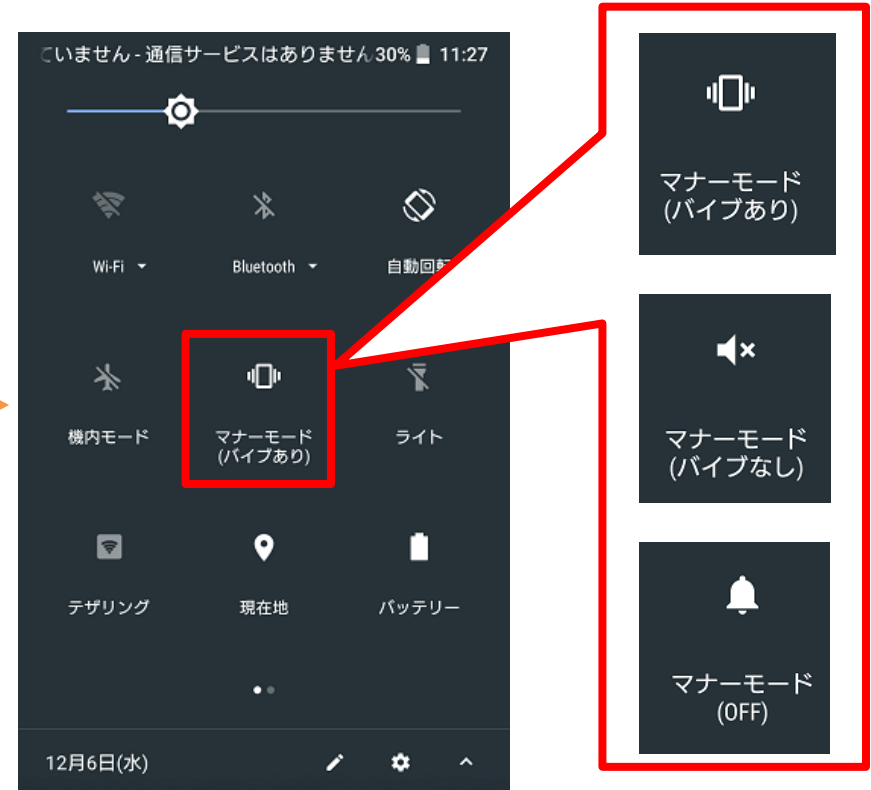 ていません - 通信サービスはありません 30% 11:27
Wi-Fi
Bluetooth
自動回転
機内モード
マナーモード
(バイブあり)
ライト
テザリング
現在地
バッテリー
12月6日(水)
マナーモード
(バイブあり)
マナーモード
(バイブなし)
マナーモード
(OFF)